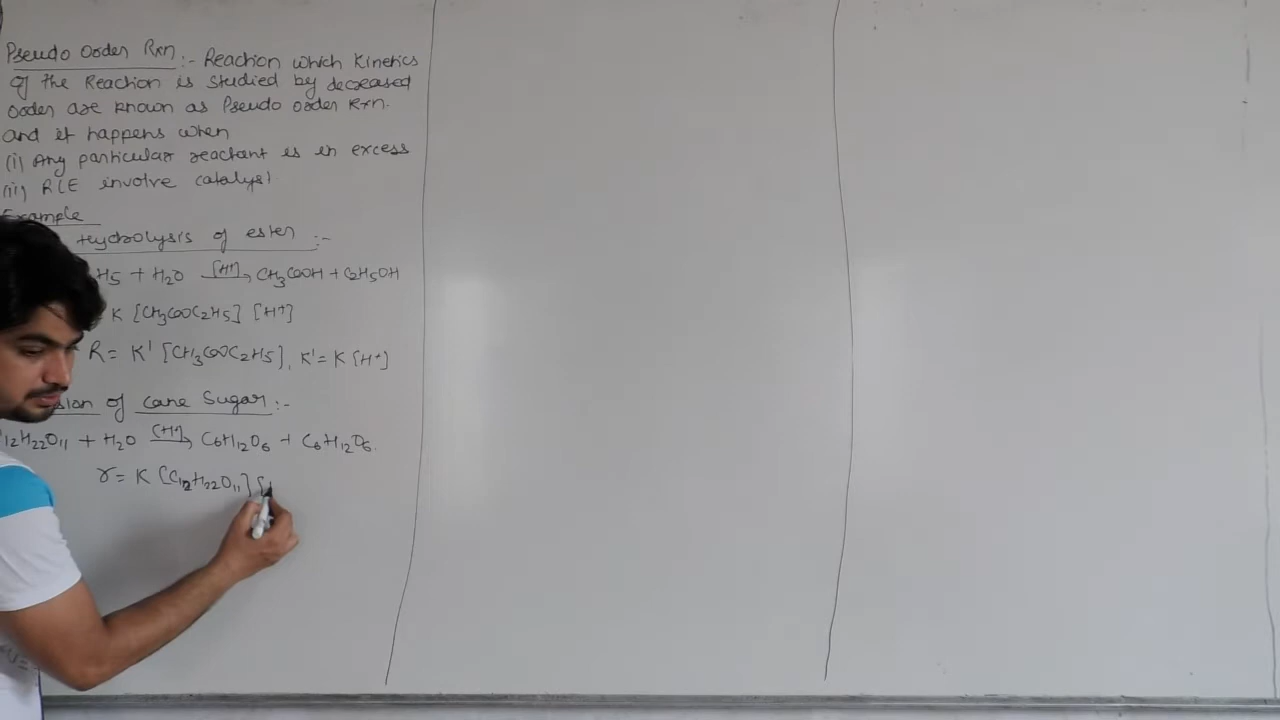 Pseudo Order Rxn :- Reaction which Kinetics
of the Reaction is studied by decreased
order are known as Pseudo order Rxn.
and it happens when
(i) Any particular reactant is in excess
(ii) RLE involve catalyst
Example
Hydrolysis of ester :-
H5 + H2O [H+] → CH3COOH + C2H5OH
K [CH3COOC2H5] [H+]
R = K' [CH3COOC2H5], K' = K [H+]
sion of cane Sugar :-
12H22O11 + H2O [H+] → C6H12O6 + C6H12O6.
r = K [C12H22O11] [